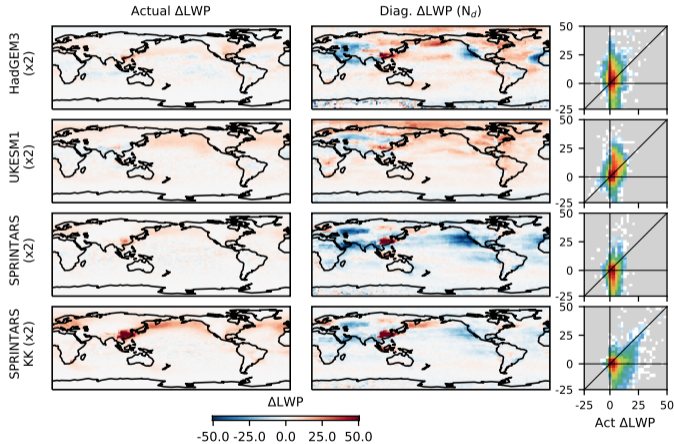 Actual ΔLWP
Diag. ΔLWP (N_d)
HadGEM3
(x2)
50
25
0
-25
UKESM1
(x2)
50
25
0
-25
SPRINTARS
(x2)
50
25
0
-25
SPRINTARS
KK (x2)
50
25
0
-25
-25 0 25 50
Act ΔLWP
ΔLWP
-50.0 -25.0 0.0 25.0 50.0